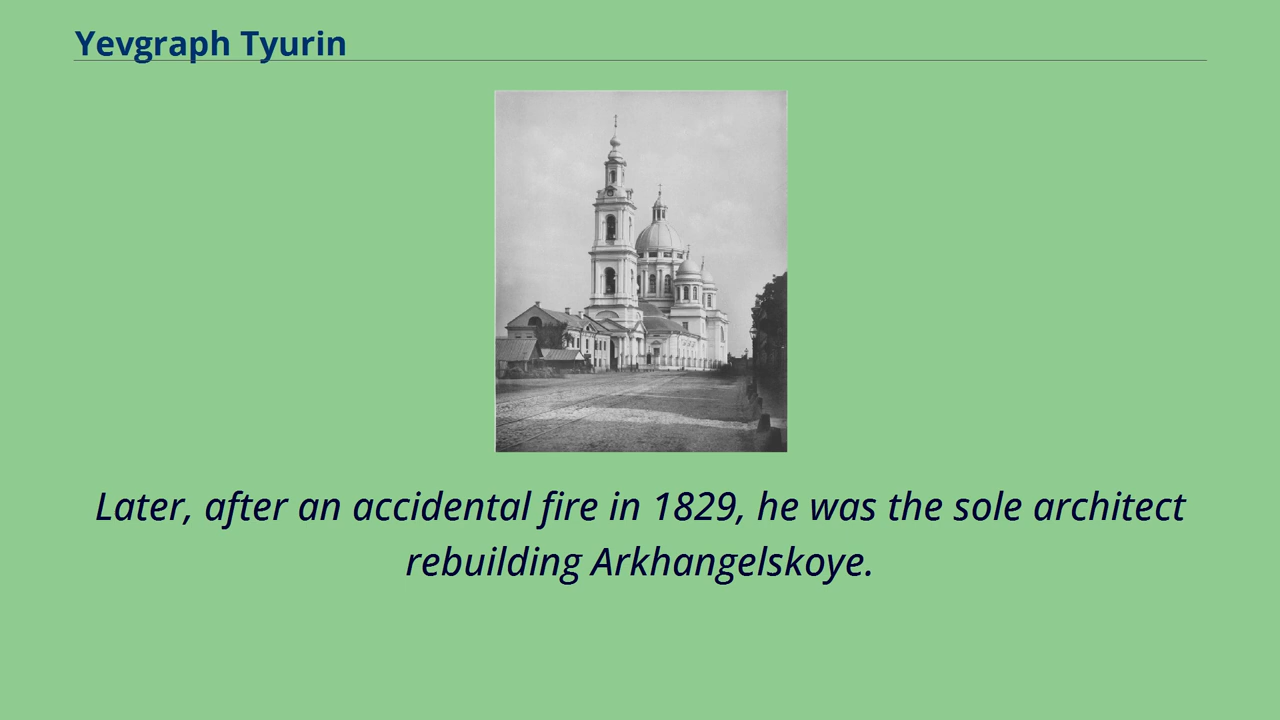 Yevgraph Tyurin
Later, after an accidental fire in 1829, he was the sole architect
rebuilding Arkhangelskoye.